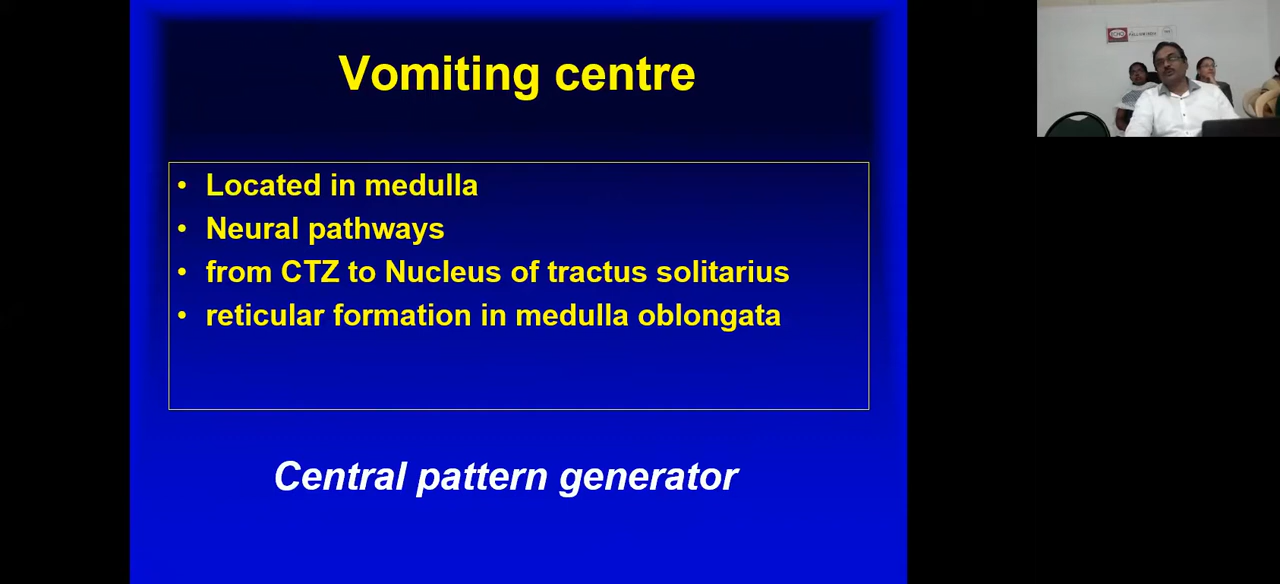 Vomiting centre
• Located in medulla
• Neural pathways
• from CTZ to Nucleus of tractus solitarius
• reticular formation in medulla oblongata
Central pattern generator